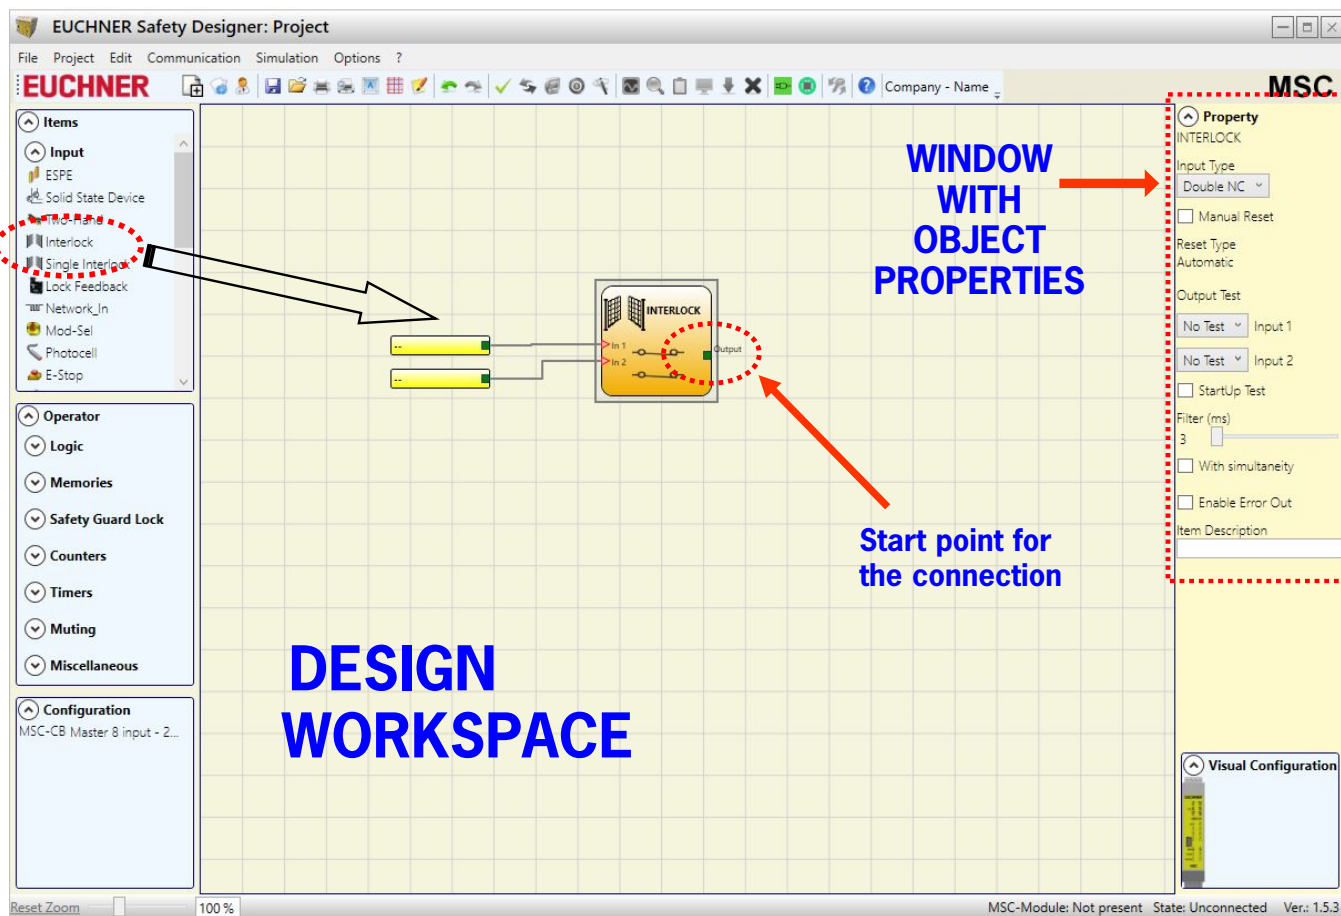 EUCHNER Safety Designer: Project
File Project Edit Communication Simulation Options ?
EUCHNER
Company - Name
MSC
Items
Input
ESPE
Solid State Device
Two-Hand
Interlock
Single Interlock
Lock Feedback
Network_In
Mod-Sel
Photocell
E-Stop
Operator
Logic
Memories
Safety Guard Lock
Counters
Timers
Muting
Miscellaneous
Configuration
MSC-CB Master 8 input - 2...
--
--
INTERLOCK
In 1
In 2
Output
WINDOW
WITH
OBJECT
PROPERTIES
Start point for
the connection
DESIGN
WORKSPACE
Property
INTERLOCK
Input Type
Double NC
Manual Reset
Reset Type
Automatic
Output Test
No Test Input 1
No Test Input 2
StartUp Test
Filter (ms)
3
With simultaneity
Enable Error Out
Item Description
Visual Configuration
Reset Zoom 100 % MSC-Module: Not present State: Unconnected Ver.: 1.5.3